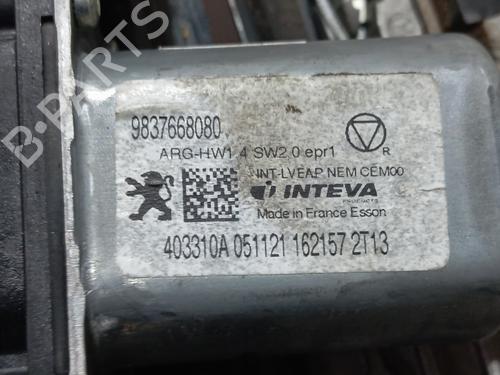 9837668080
ARG-HW1.4 SW2.0 epr1
R
INT-LVEAP NEM CEM00
INTEVA
PRODUCTS
Made in France Esson
403310A 051121 162157 2T13
B-PARTS